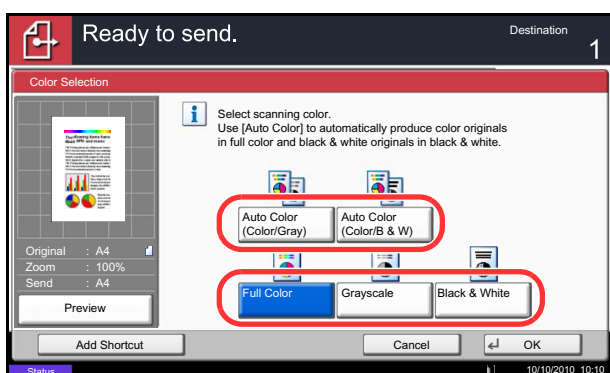 Ready to send.
Destination
1
Color Selection
Select scanning color.
Use [Auto Color] to automatically produce color originals
in full color and black & white originals in black & white.
Auto Color
(Color/Gray)
Auto Color
(Color/B & W)
Original : A4
Zoom : 100%
Send : A4
Full Color
Grayscale
Black & White
Preview
Add Shortcut
Cancel
OK
Status
10/10/2010 10:10